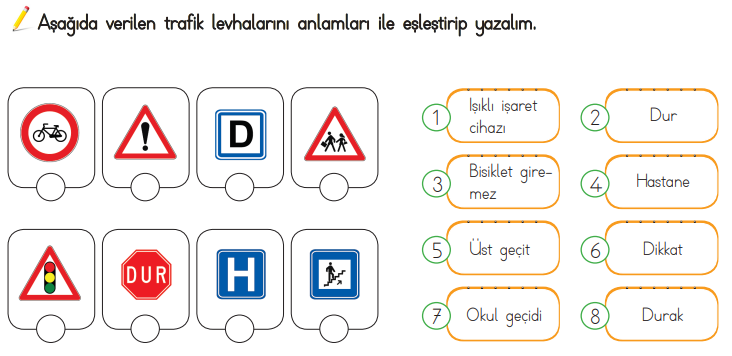 Aşağıda verilen trafik levhalarını anlamları ile eşleştirip yazalım.
D
DUR
H
1 Işıklı işaret
cihazı
2 Dur
3 Bisiklet gire-
mez
4 Hastane
5 Üst geçit
6 Dikkat
7 Okul geçidi
8 Durak